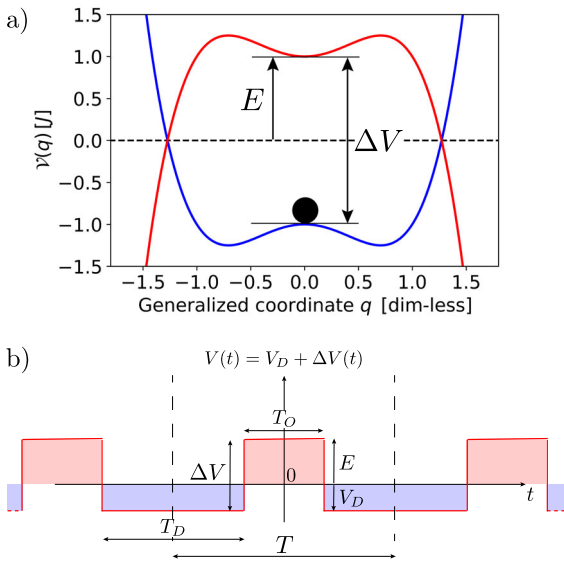 a)
1.5
1.0
0.5
0.0
−0.5
−1.0
−1.5
𝒱(q) [J]
E
ΔV
−1.5 −1.0 −0.5 0.0 0.5 1.0 1.5
Generalized coordinate q [dim-less]
b)
V(t) = V_D + ΔV(t)
T_O
ΔV
E
0
V_D
t
T_D
T